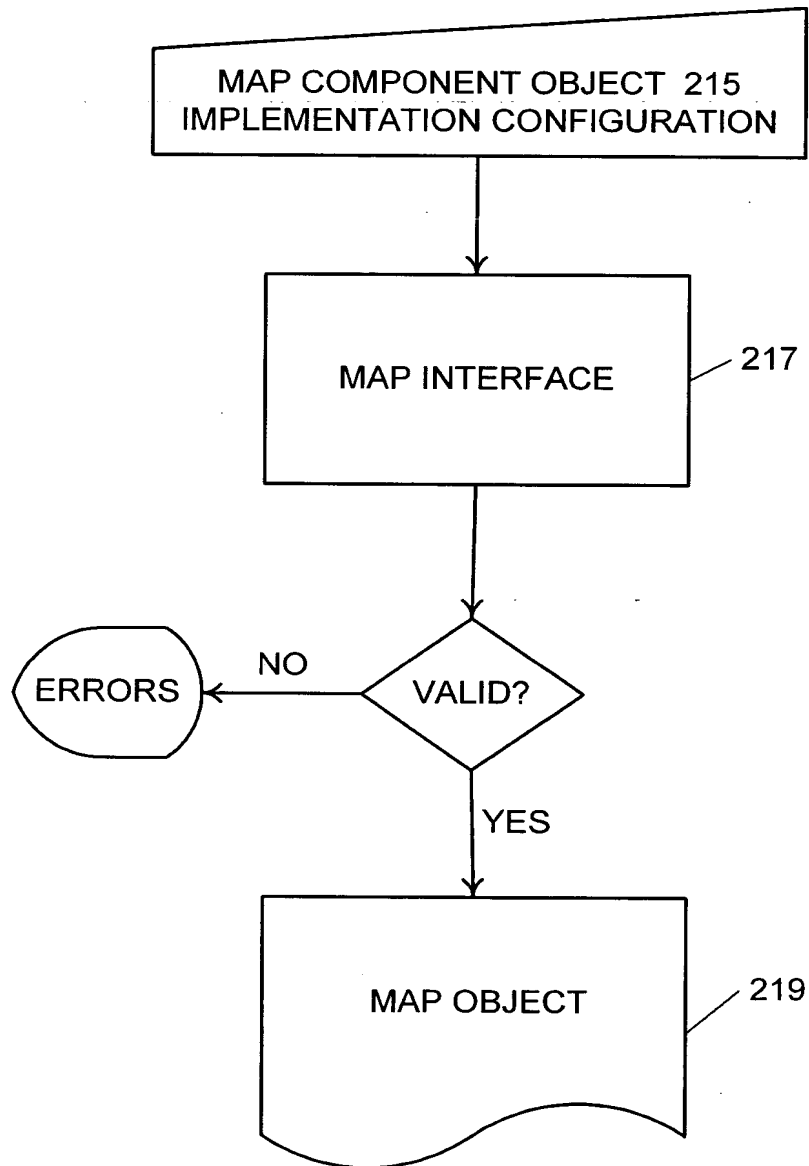 MAP COMPONENT OBJECT 215
IMPLEMENTATION CONFIGURATION
MAP INTERFACE
217
NO
ERRORS
VALID?
YES
MAP OBJECT
219